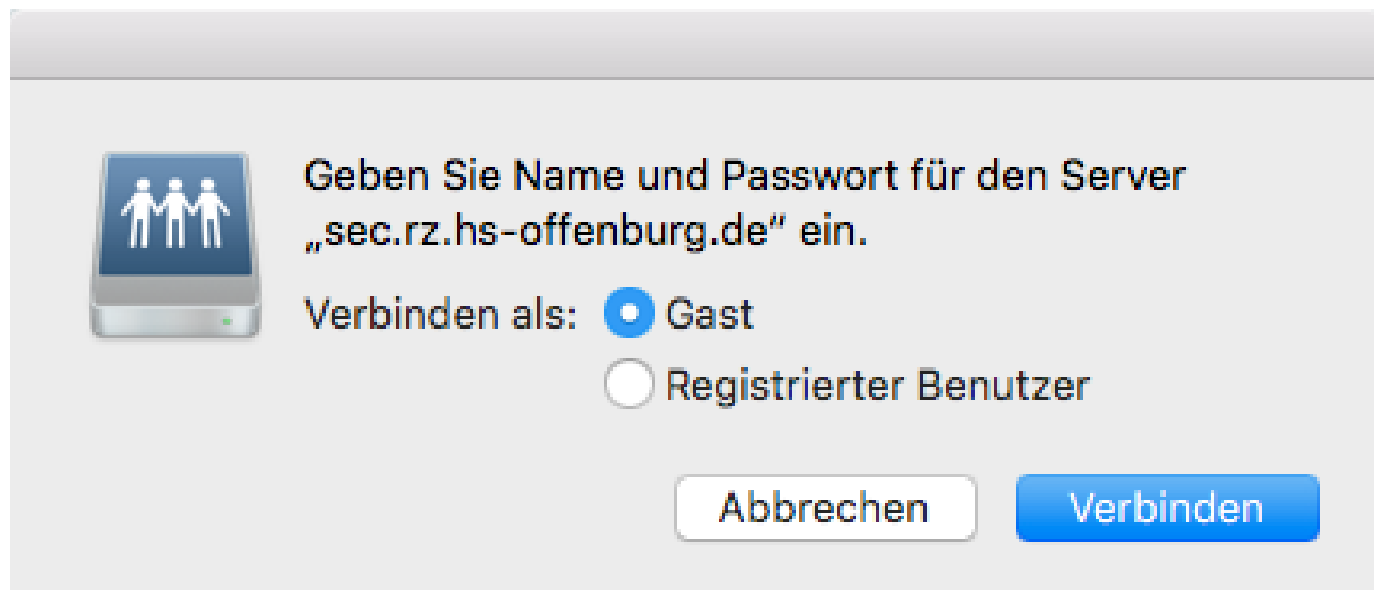 Geben Sie Name und Passwort für den Server
„sec.rz.hs-offenburg.de“ ein.
Verbinden als: Gast
Registrierter Benutzer
Abbrechen Verbinden